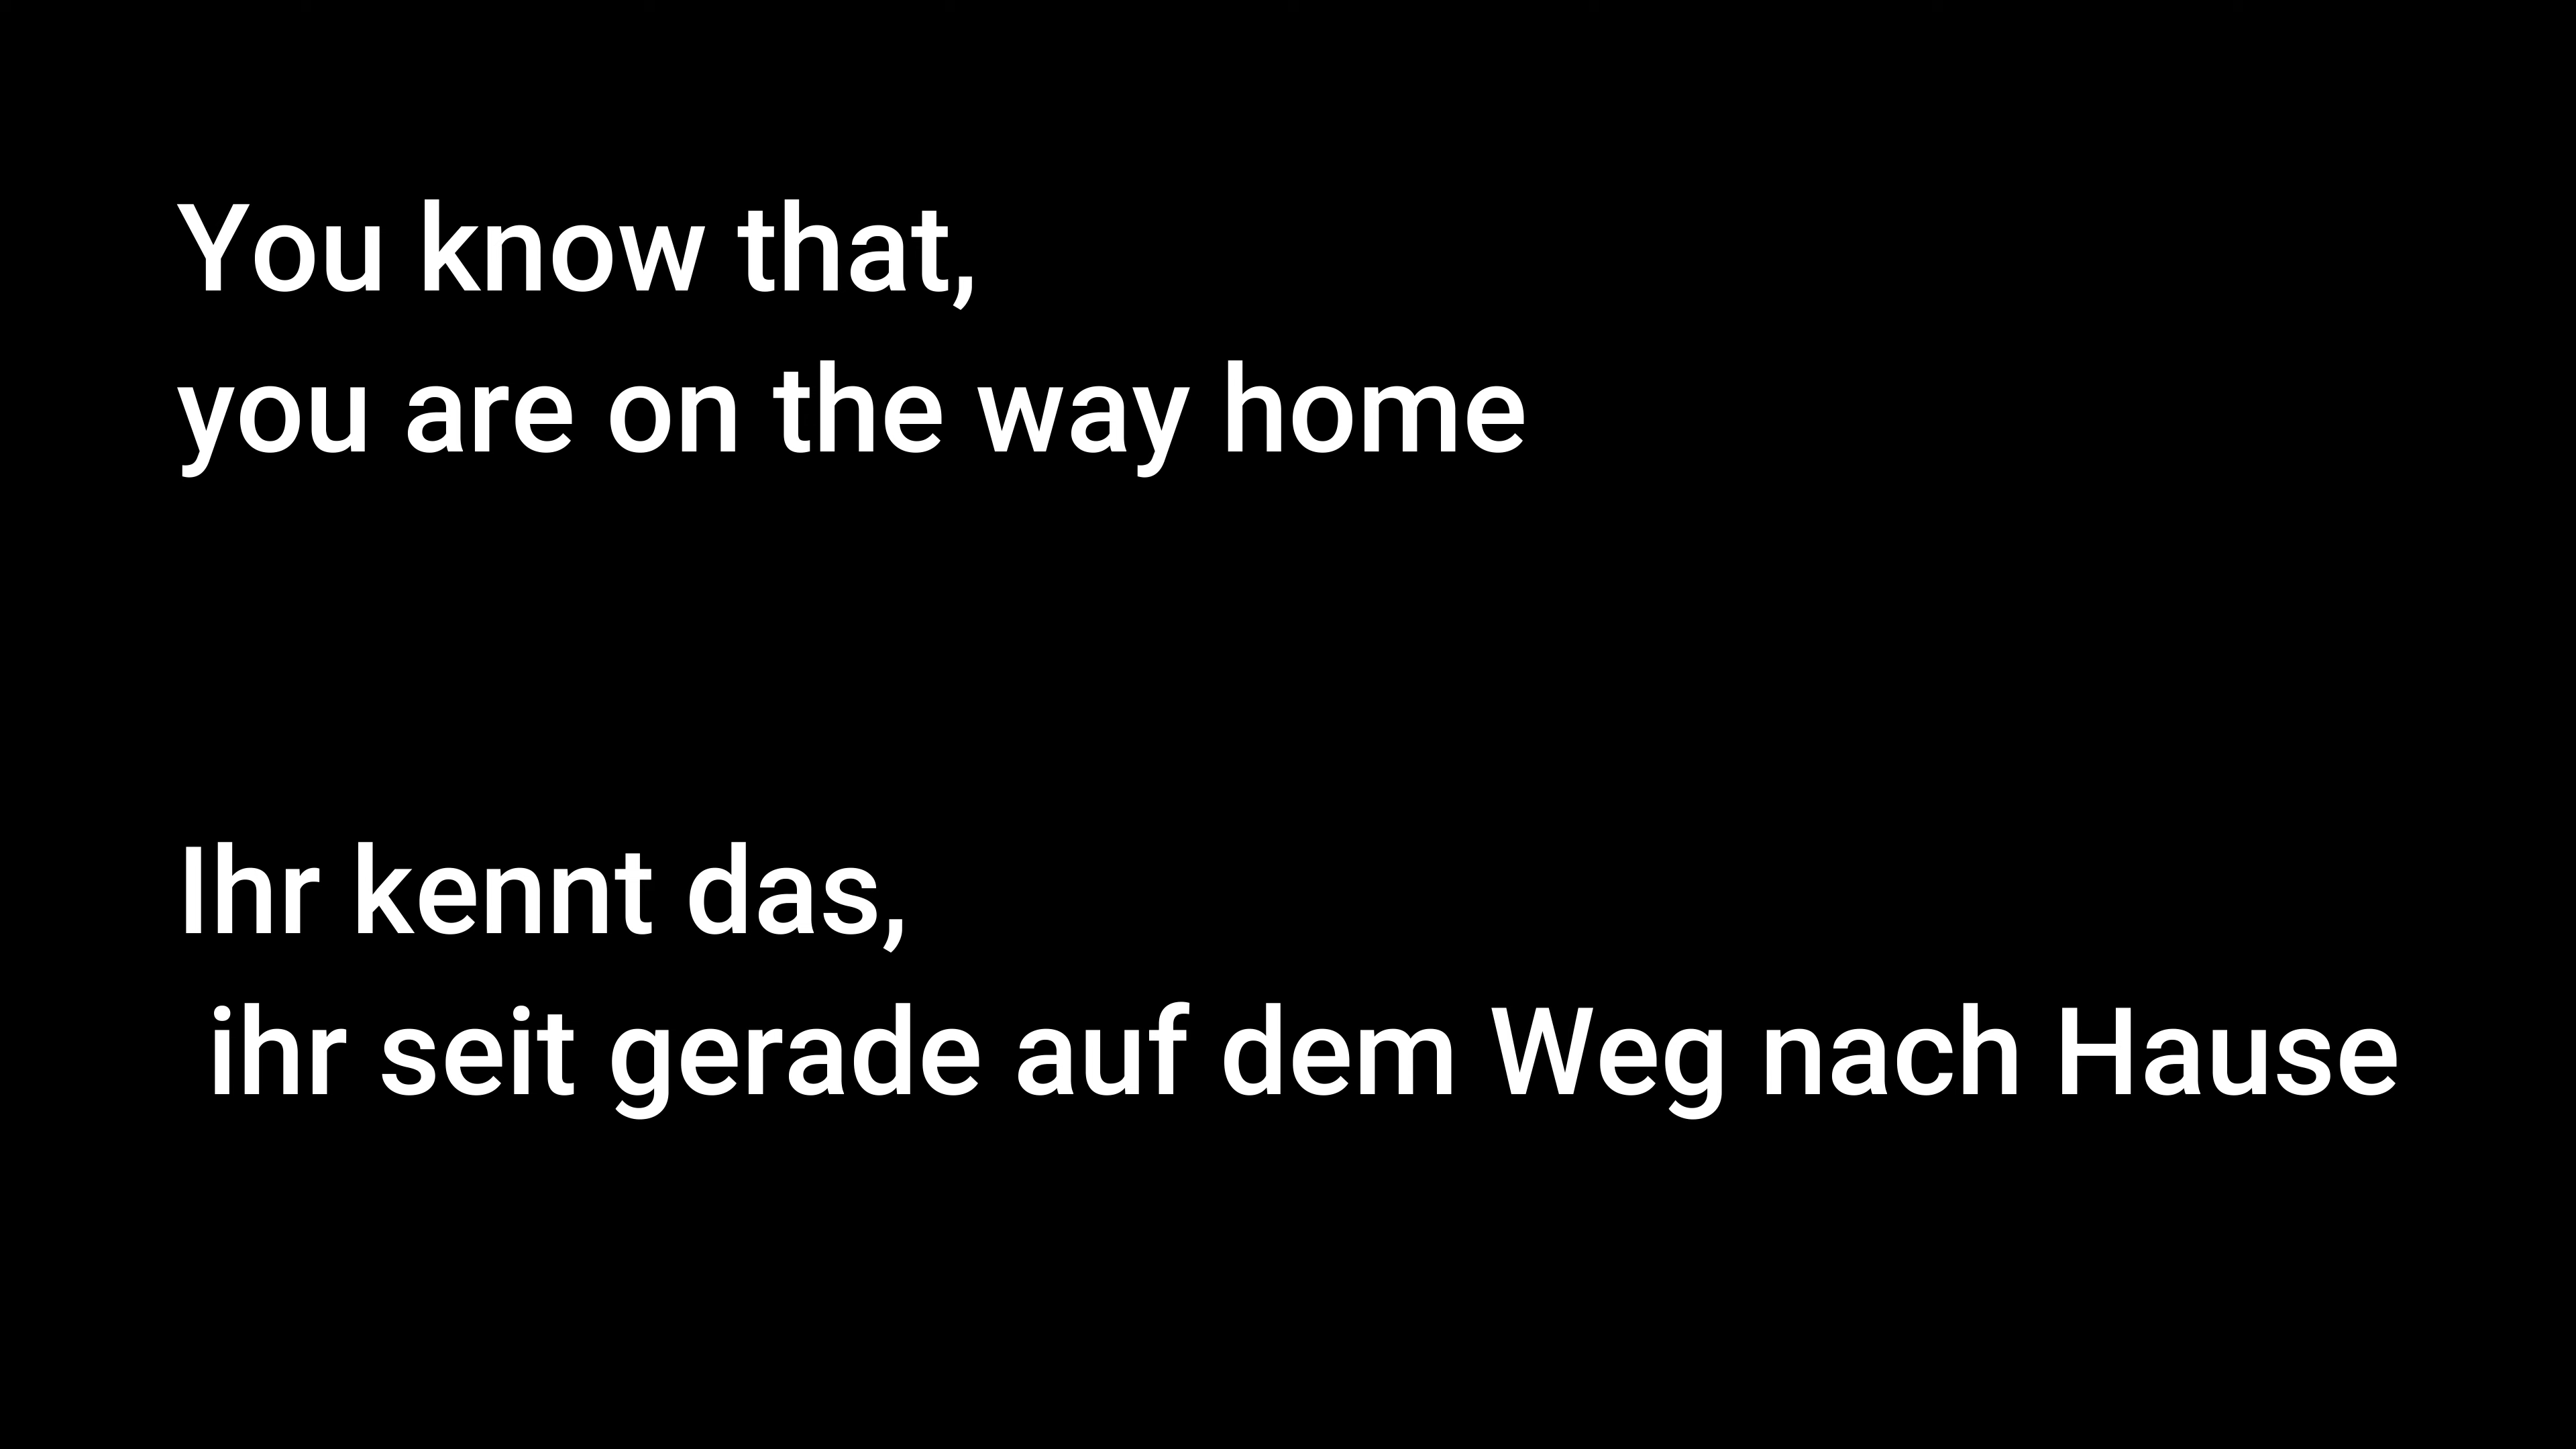 You know that,
you are on the way home
Ihr kennt das,
ihr seit gerade auf dem Weg nach Hause